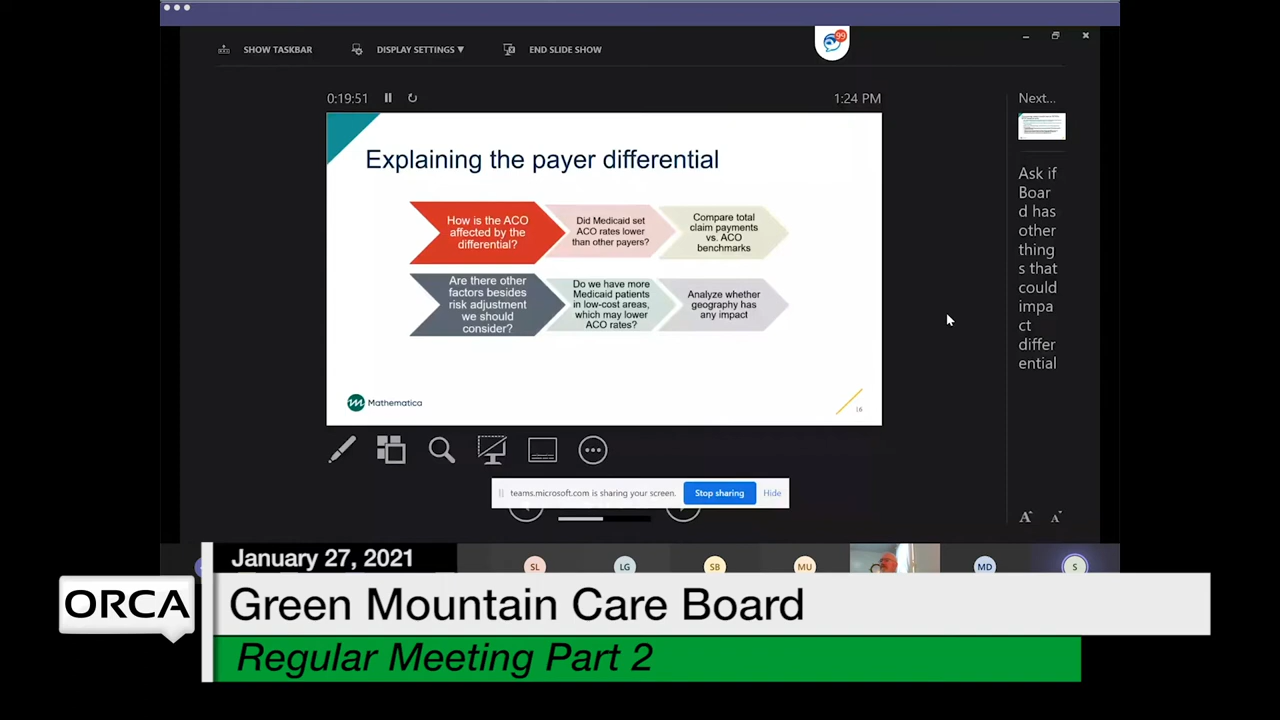 SHOW TASKBAR
DISPLAY SETTINGS ▼
END SLIDE SHOW
99
0:19:51
1:24 PM
Next...
Explaining the payer differential
How is the ACO
affected by the
differential?
Did Medicaid set
ACO rates lower
than other payers?
Compare total
claim payments
vs. ACO
benchmarks
Are there other
factors besides
risk adjustment
we should
consider?
Do we have more
Medicaid patients
in low-cost areas,
which may lower
ACO rates?
Analyze whether
geography has
any impact
Mathematica
16
Ask if
Boar
d has
other
thing
s that
could
impa
ct
differ
ential
teams.microsoft.com is sharing your screen.
Stop sharing
Hide
A
A
SL
LG
SB
MU
MD
S
January 27, 2021
ORCA
Green Mountain Care Board
Regular Meeting Part 2